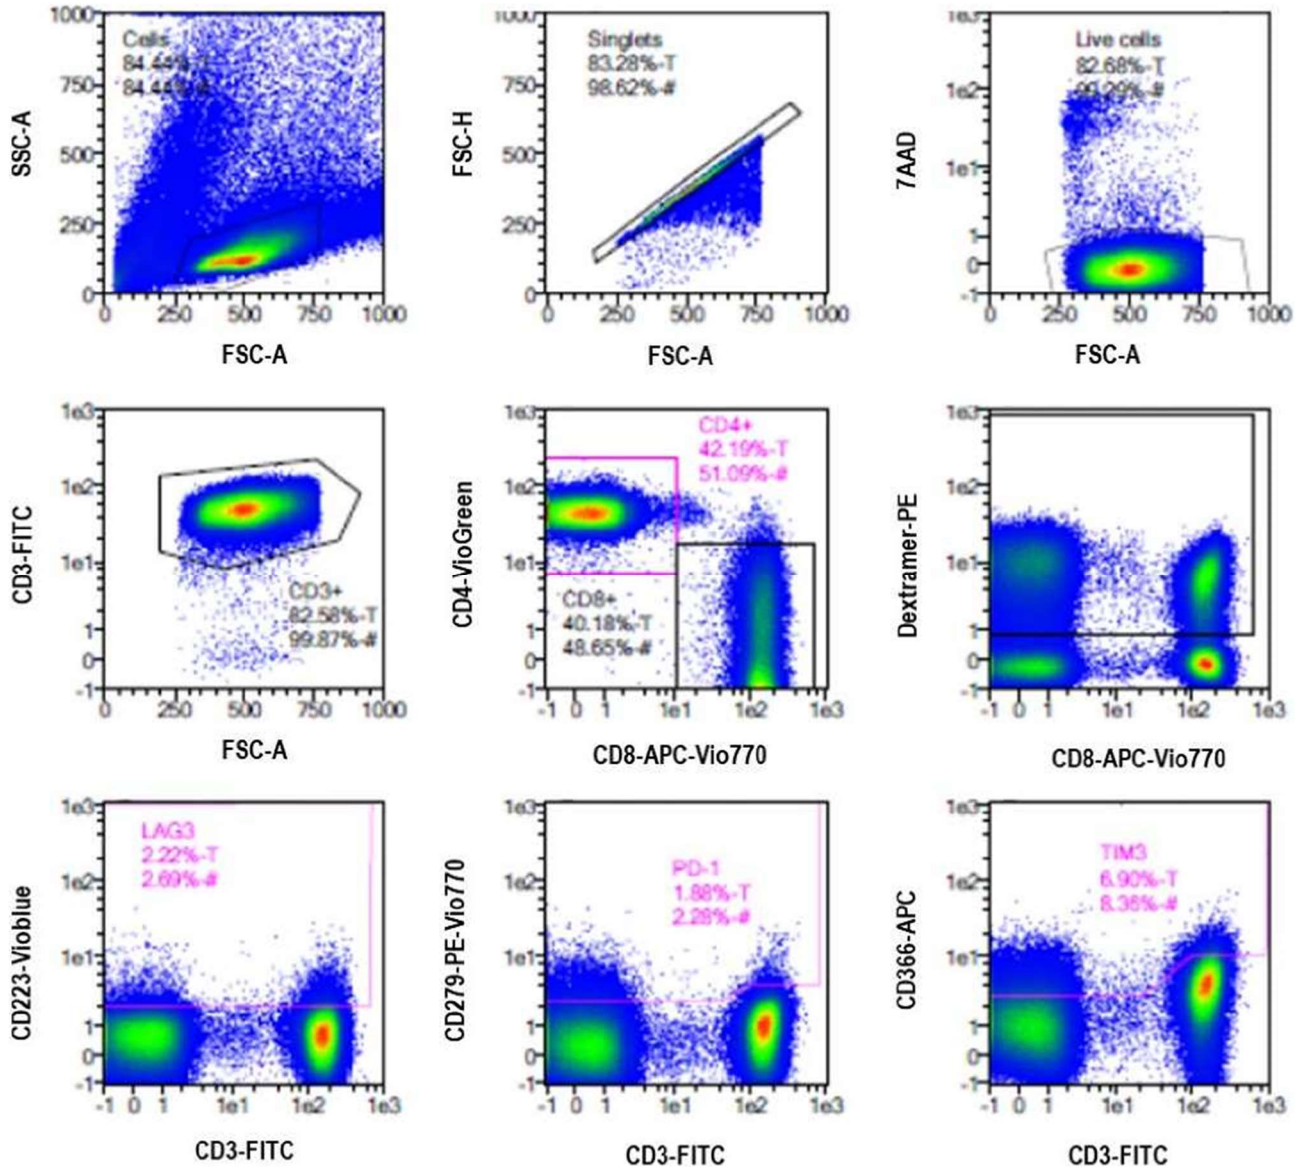 1000
750
500
250
0
0 250 500 750 1000
SSC-A
FSC-A
Cells
84.44%-T
84.44%-#
1000
750
500
250
0
0 250 500 750 1000
FSC-H
FSC-A
Singlets
83.28%-T
98.62%-#
1e3
1e2
1e1
1
0
-1
0 250 500 750 1000
7AAD
FSC-A
Live cells
82.68%-T
99.29%-#
1e3
1e2
1e1
1
0
-1
0 250 500 750 1000
CD3-FITC
FSC-A
CD3+
82.58%-T
99.87%-#
1e3
1e2
1e1
1
0
-1
-1 0 1 1e1 1e2 1e3
CD4-VioGreen
CD8-APC-Vio770
CD4+
42.19%-T
51.09%-#
CD8+
40.18%-T
48.65%-#
1e3
1e2
1e1
1
0
-1
-1 0 1 1e1 1e2 1e3
Dextramer-PE
CD8-APC-Vio770
1e3
1e2
1e1
1
0
-1
-1 0 1 1e1 1e2 1e3
CD223-Vioblue
CD3-FITC
LAG3
2.22%-T
2.69%-#
1e3
1e2
1e1
1
0
-1
-1 0 1 1e1 1e2 1e3
CD279-PE-Vio770
CD3-FITC
PD-1
1.88%-T
2.28%-#
1e3
1e2
1e1
1
0
-1
-1 0 1 1e1 1e2 1e3
CD366-APC
CD3-FITC
TIM3
6.90%-T
8.36%-#